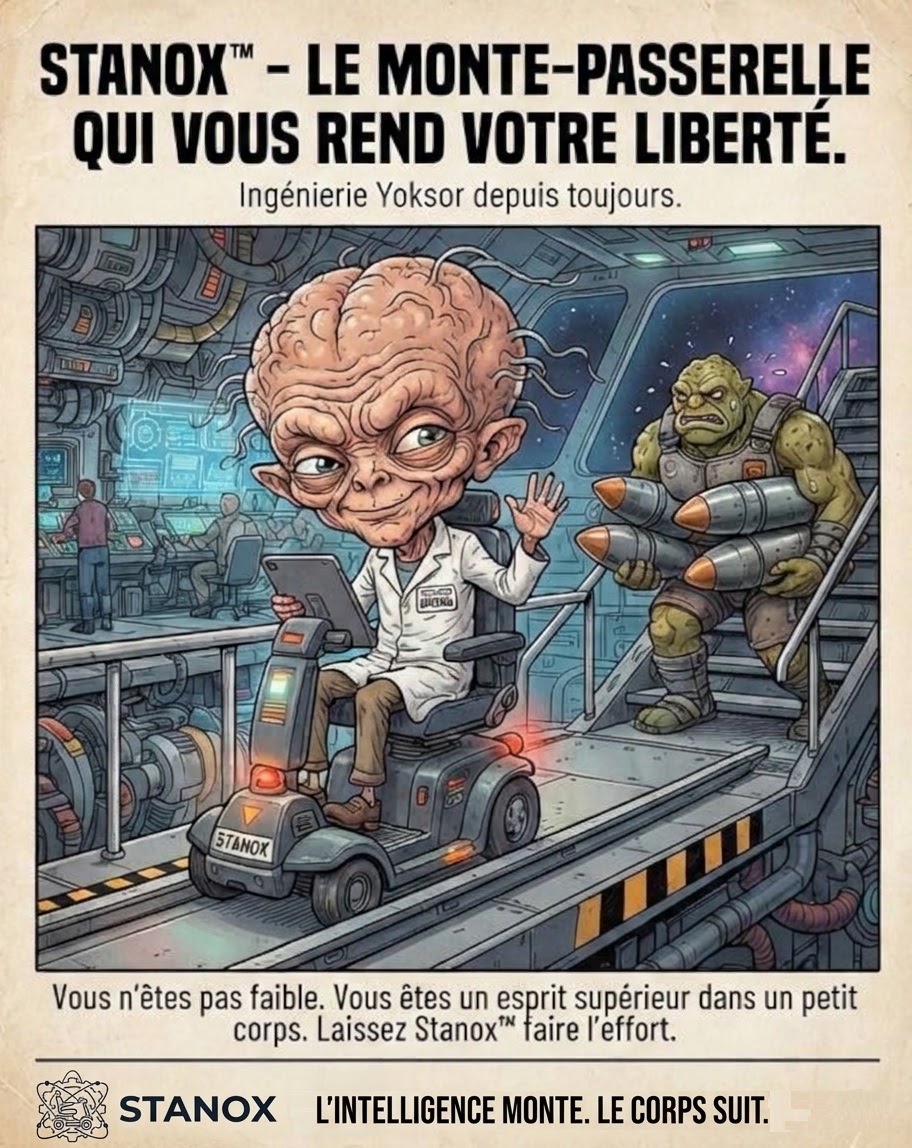 STANOX™ - LE MONTE-PASSERELLE
QUI VOUS REND VOTRE LIBERTÉ.
Ingénierie Yoksor depuis toujours.
STANOX
Vous n'êtes pas faible. Vous êtes un esprit supérieur dans un petit
corps. Laissez Stanox™ faire l'effort.
STANOX
L'INTELLIGENCE MONTE. LE CORPS SUIT.